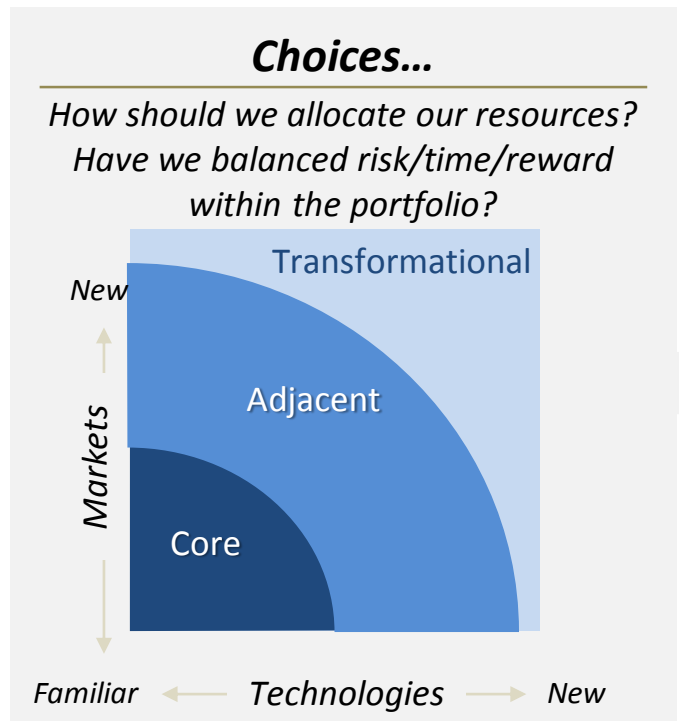 Choices...
How should we allocate our resources?
Have we balanced risk/time/reward
within the portfolio?
Transformational
New
Adjacent
Markets
Core
Familiar
Technologies
New